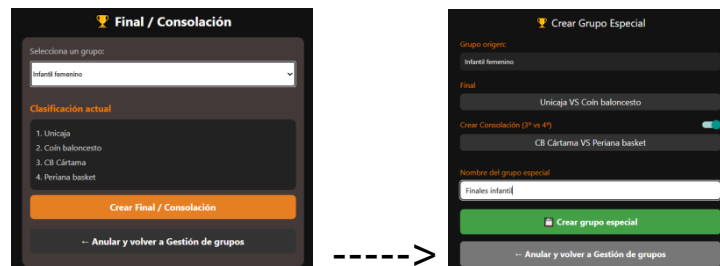 🏆 Final / Consolación
Selecciona un grupo:
Infantil femenino
Clasificación actual
1. Unicaja
2. Coín baloncesto
3. CB Cártama
4. Periana basket
Crear Final / Consolación
← Anular y volver a Gestión de grupos
----->
🏆 Crear Grupo Especial
Grupo origen:
Infantil femenino
Final
Unicaja VS Coín baloncesto
Crear Consolación (3º vs 4º)
CB Cártama VS Periana basket
Nombre del grupo especial
Finales infantil
💾 Crear grupo especial
← Anular y volver a Gestión de grupos